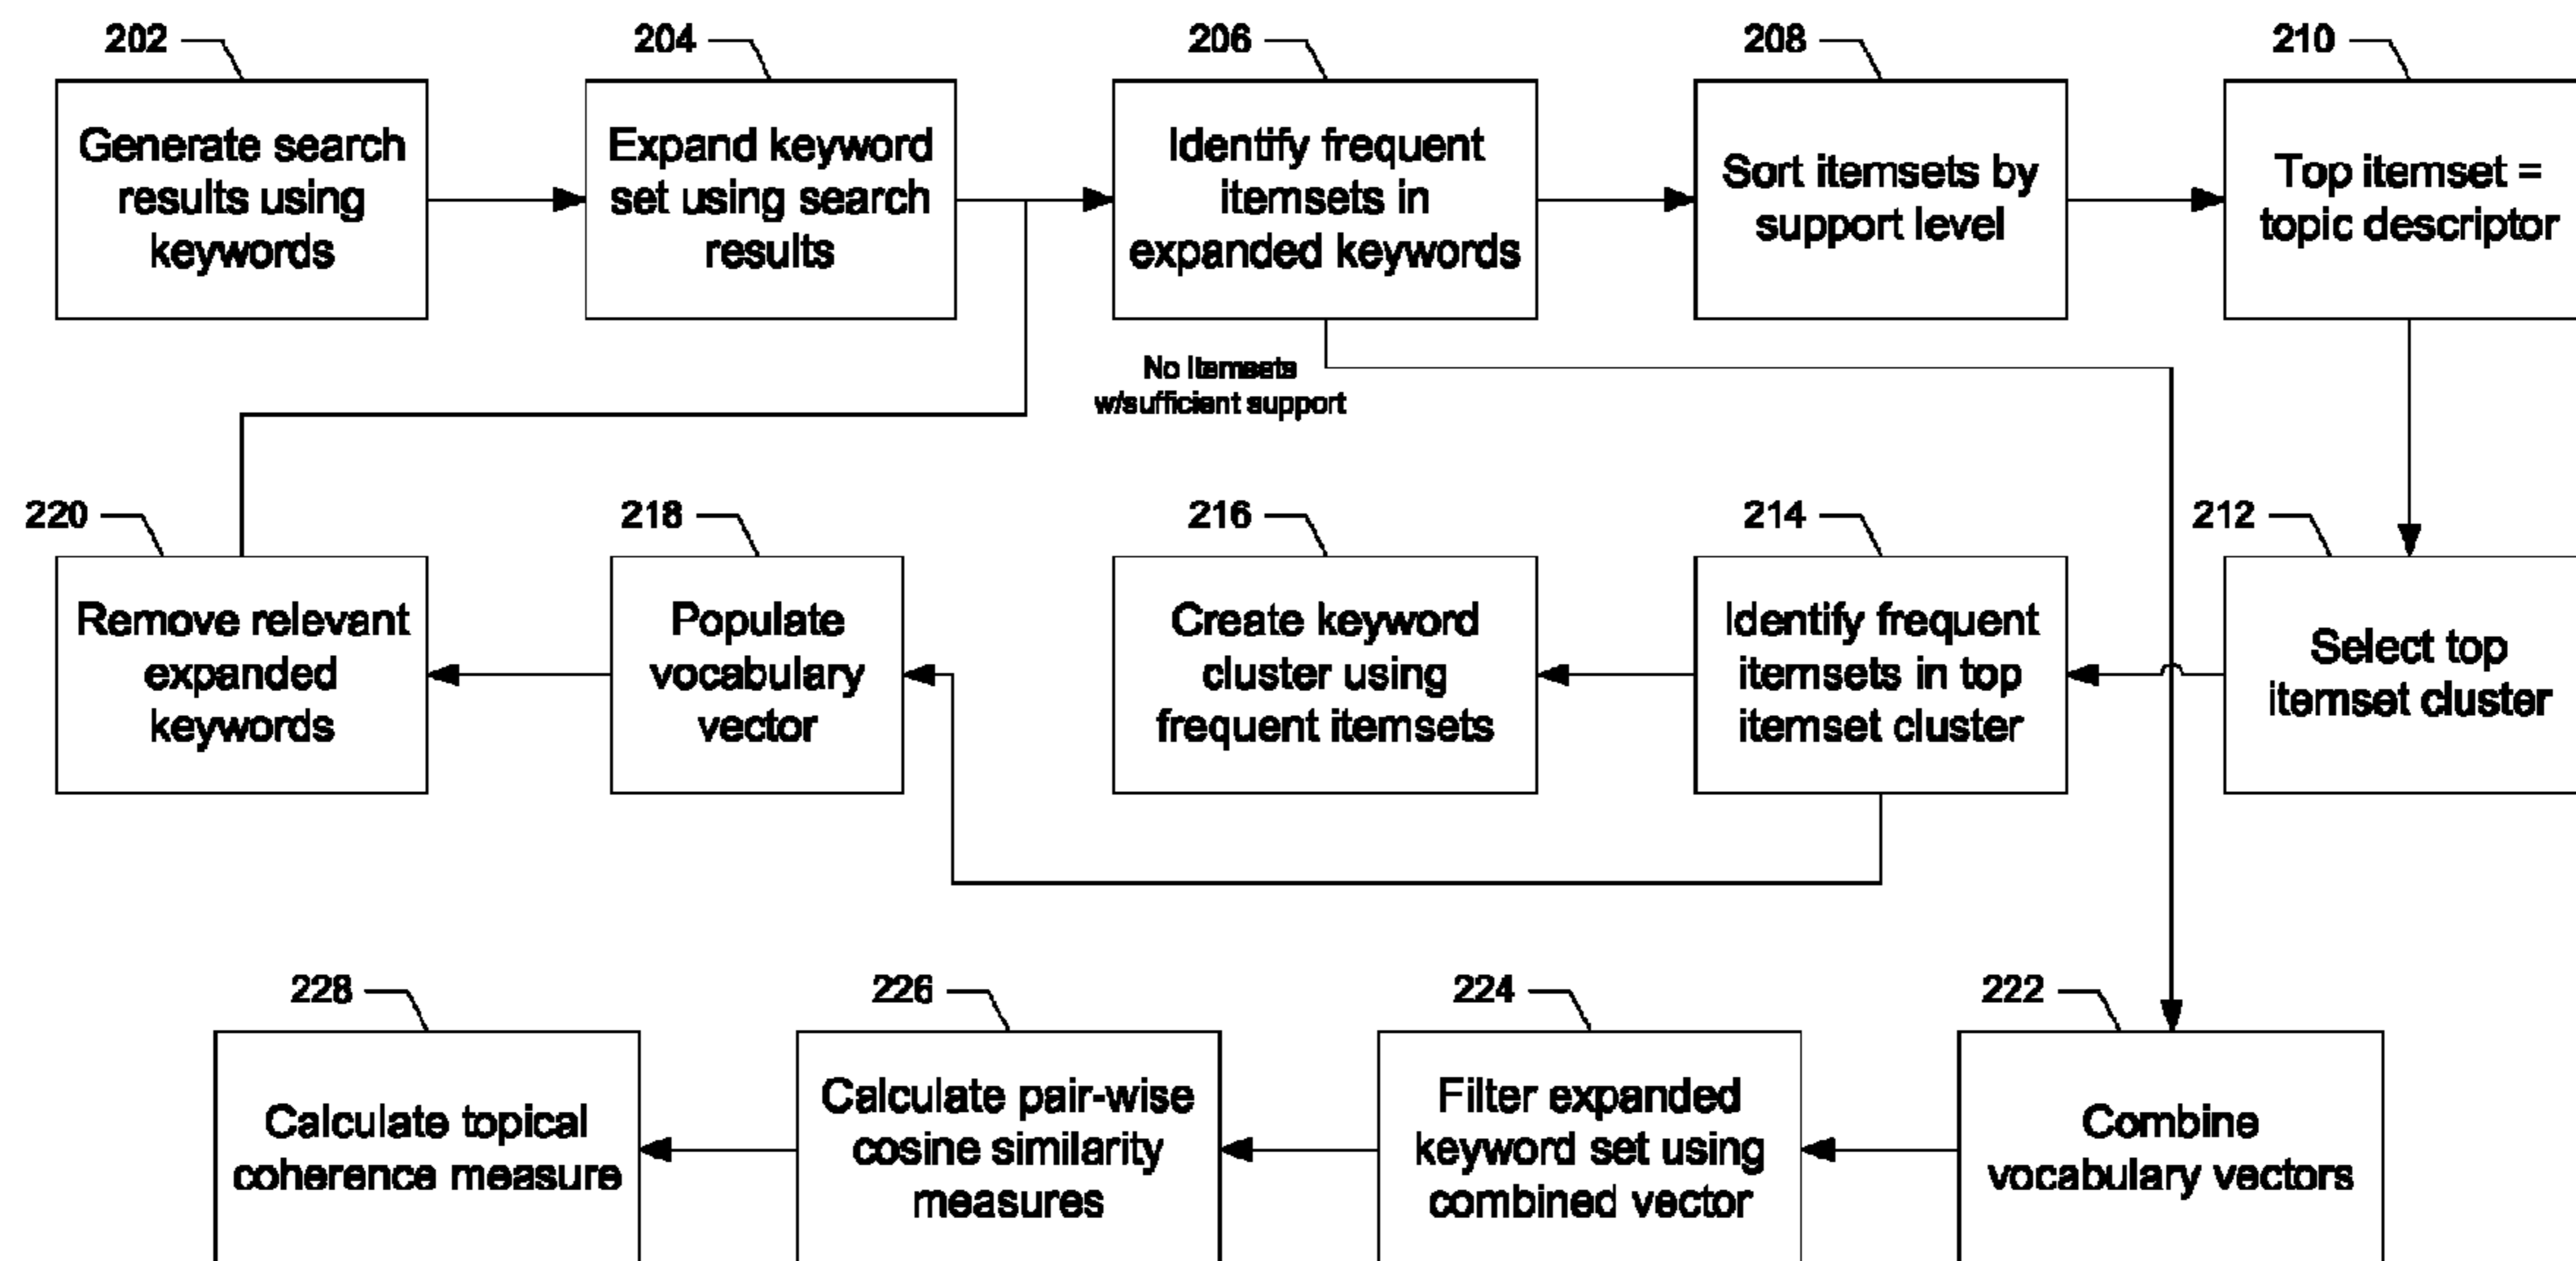 202
Generate search
results using
keywords
204
Expand keyword
set using search
results
206
Identify frequent
itemsets in
expanded keywords
208
Sort itemsets by
support level
210
Top itemset =
topic descriptor
No Itemsets
w/sufficient support
220
Remove relevant
expanded
keywords
218
Populate
vocabulary
vector
216
Create keyword
cluster using
frequent itemsets
214
Identify frequent
itemsets in top
itemset cluster
212
Select top
itemset cluster
228
Calculate topical
coherence measure
226
Calculate pair-wise
cosine similarity
measures
224
Filter expanded
keyword set using
combined vector
222
Combine
vocabulary vectors